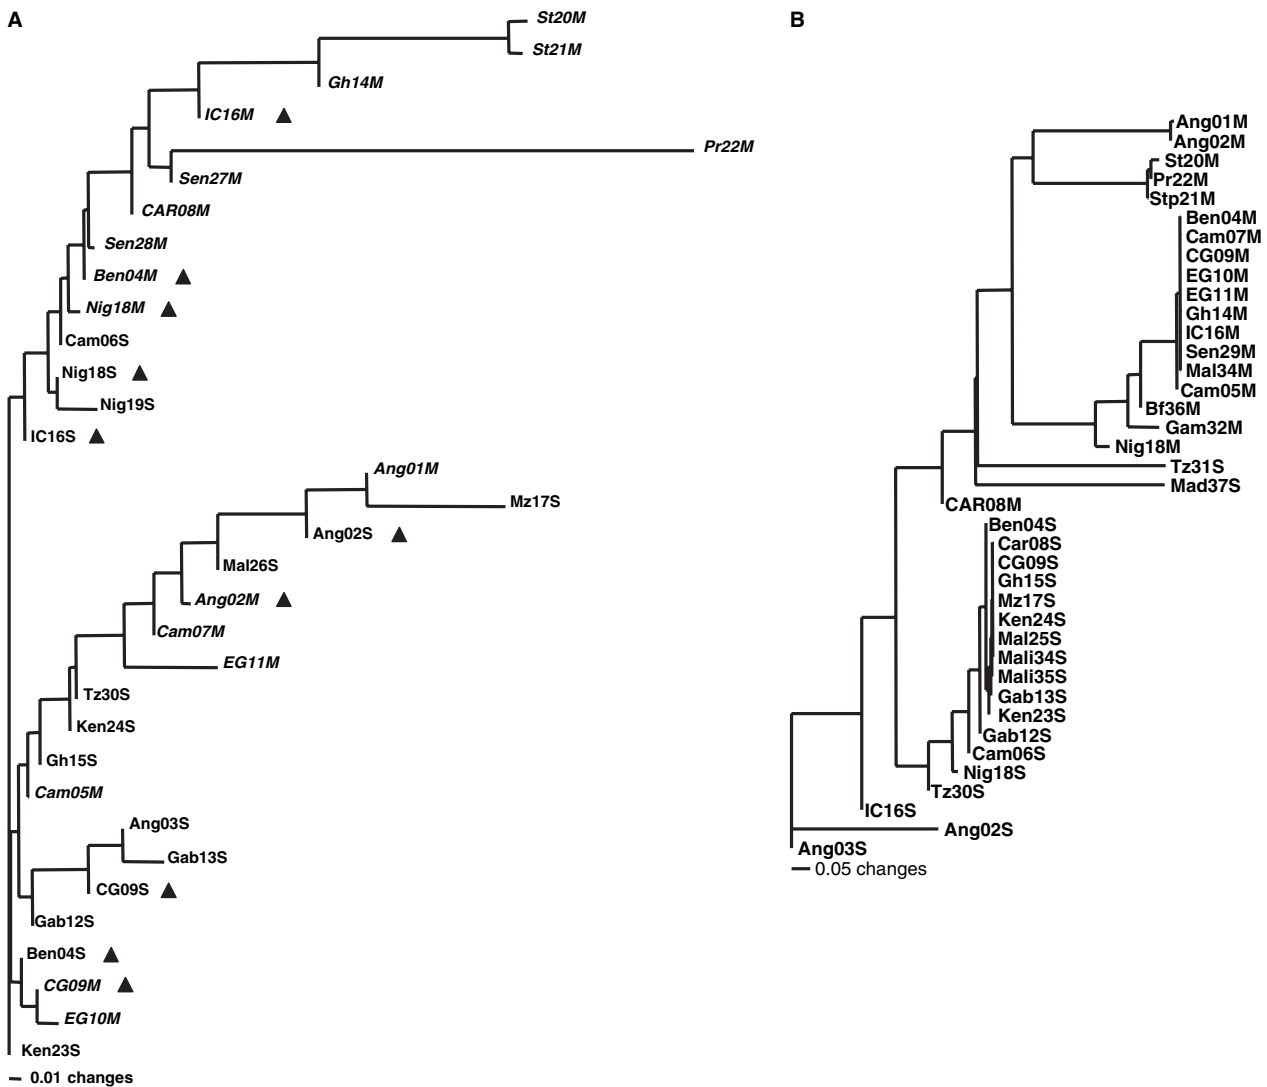 A
St20M
St21M
Gh14M
IC16M
Pr22M
Sen27M
CAR08M
Sen28M
Ben04M
Nig18M
Cam06S
Nig18S
Nig19S
IC16S
Ang01M
Mz17S
Ang02S
Mal26S
Ang02M
Cam07M
EG11M
Tz30S
Ken24S
Gh15S
Cam05M
Ang03S
Gab13S
CG09S
Gab12S
Ben04S
CG09M
EG10M
Ken23S
0.01 changes
B
Ang01M
Ang02M
St20M
Pr22M
Stp21M
Ben04M
Cam07M
CG09M
EG10M
EG11M
Gh14M
IC16M
Sen29M
Mal34M
Cam05M
Bf36M
Gam32M
Nig18M
Tz31S
Mad37S
CAR08M
Ben04S
Car08S
CG09S
Gh15S
Mz17S
Ken24S
Mal25S
Mali34S
Mali35S
Gab13S
Ken23S
Gab12S
Cam06S
Nig18S
Tz30S
IC16S
Ang02S
Ang03S
0.05 changes